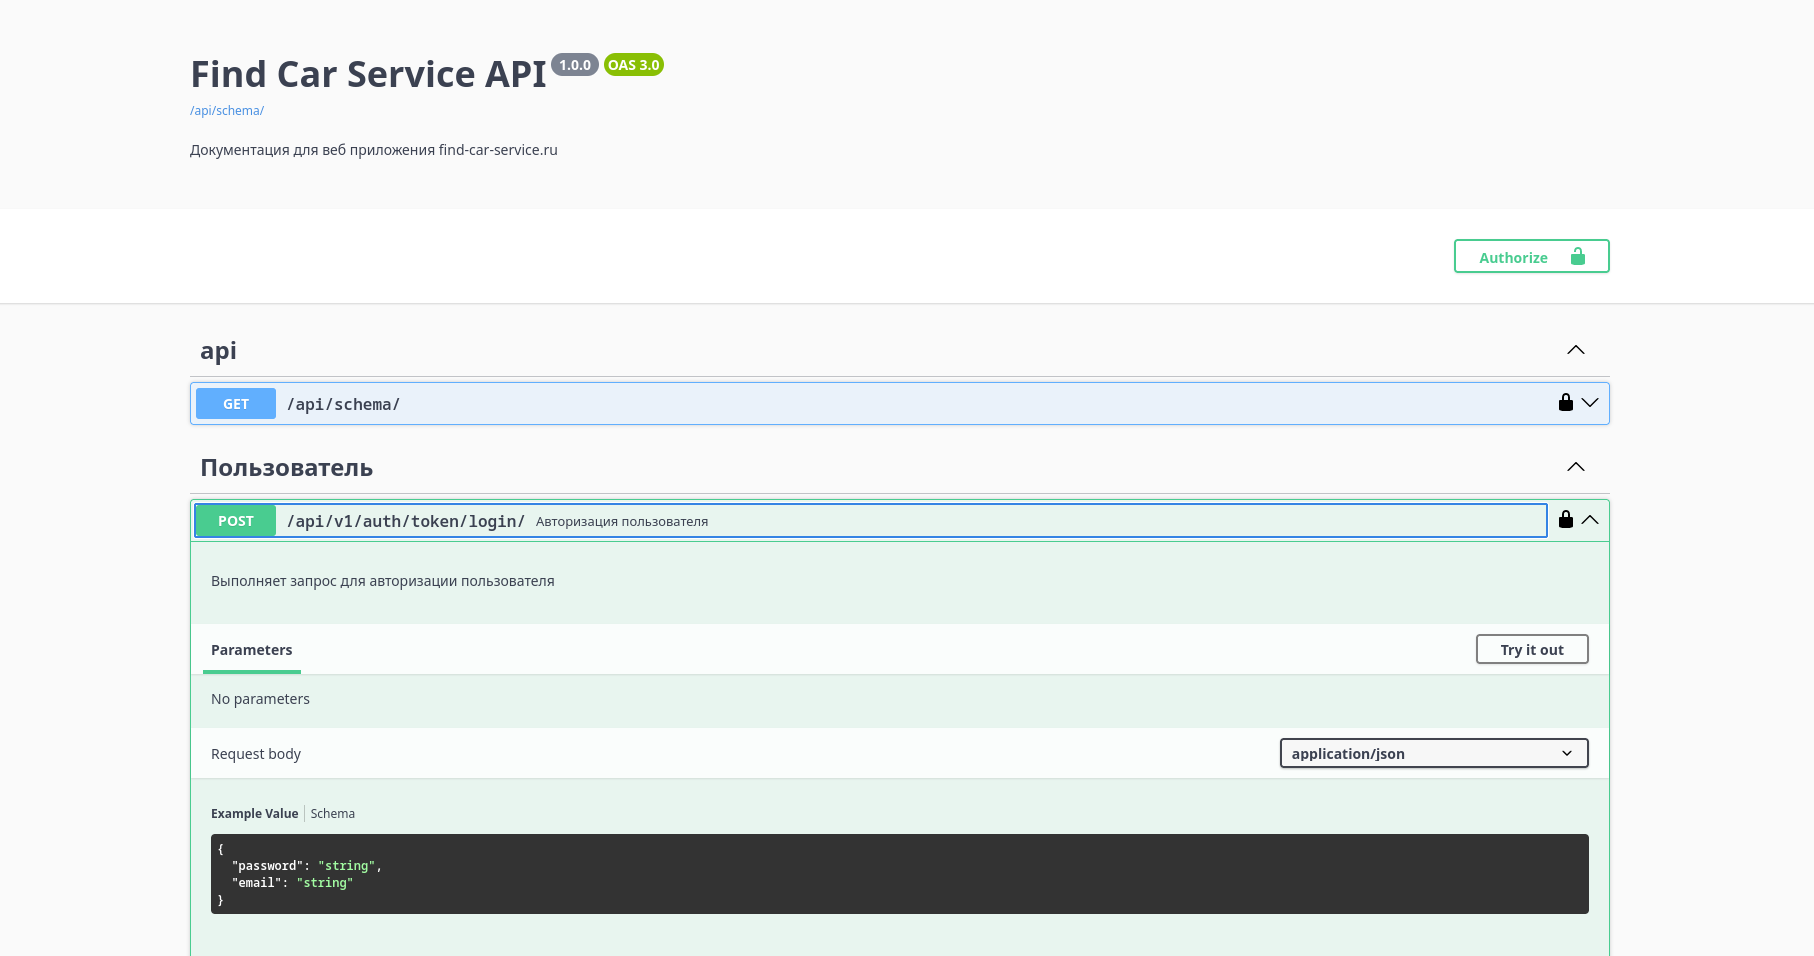 Find Car Service API 1.0.0 OAS 3.0
/api/schema/
Документация для веб приложения find-car-service.ru
Authorize
api
GET /api/schema/
Пользователь
POST /api/v1/auth/token/login/ Авторизация пользователя
Выполняет запрос для авторизации пользователя
Parameters Try it out
No parameters
Request body application/json
Example Value Schema
{
"password": "string",
"email": "string"
}